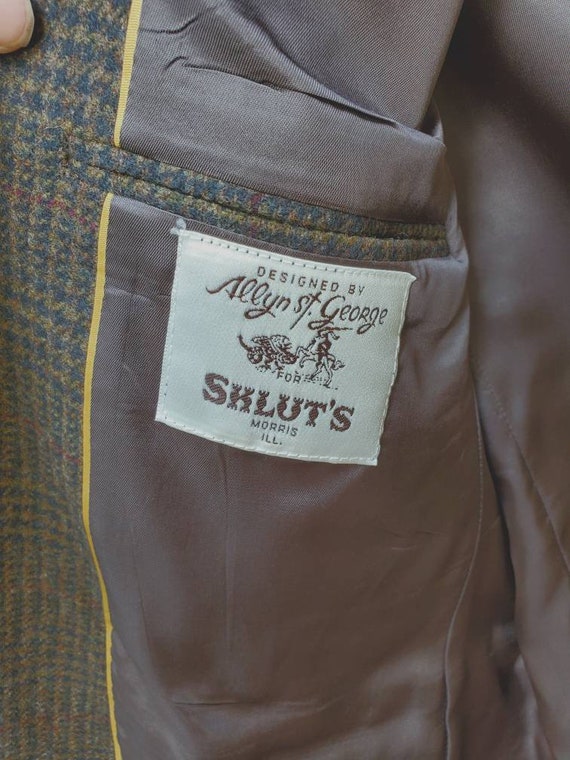 DESIGNED BY
Allyn St. George
FOR
SKLUT'S
MORRIS
ILL.